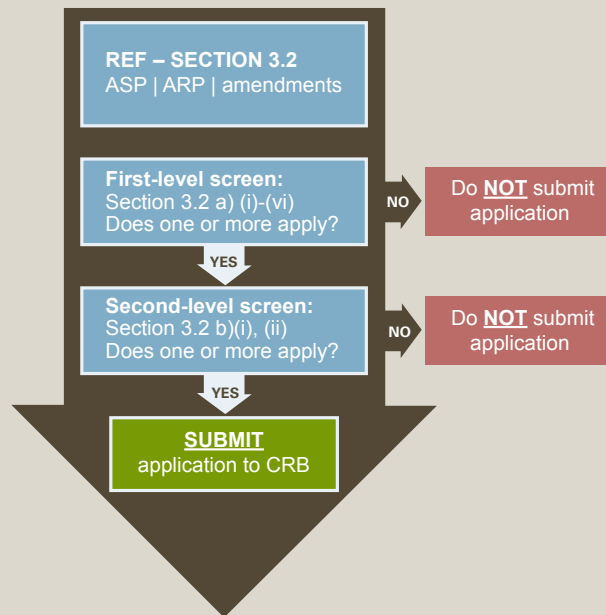 REF – SECTION 3.2
ASP | ARP | amendments
First-level screen:
Section 3.2 a) (i)-(vi)
Does one or more apply?
NO
Do NOT submit
application
YES
Second-level screen:
Section 3.2 b)(i), (ii)
Does one or more apply?
NO
Do NOT submit
application
YES
SUBMIT
application to CRB